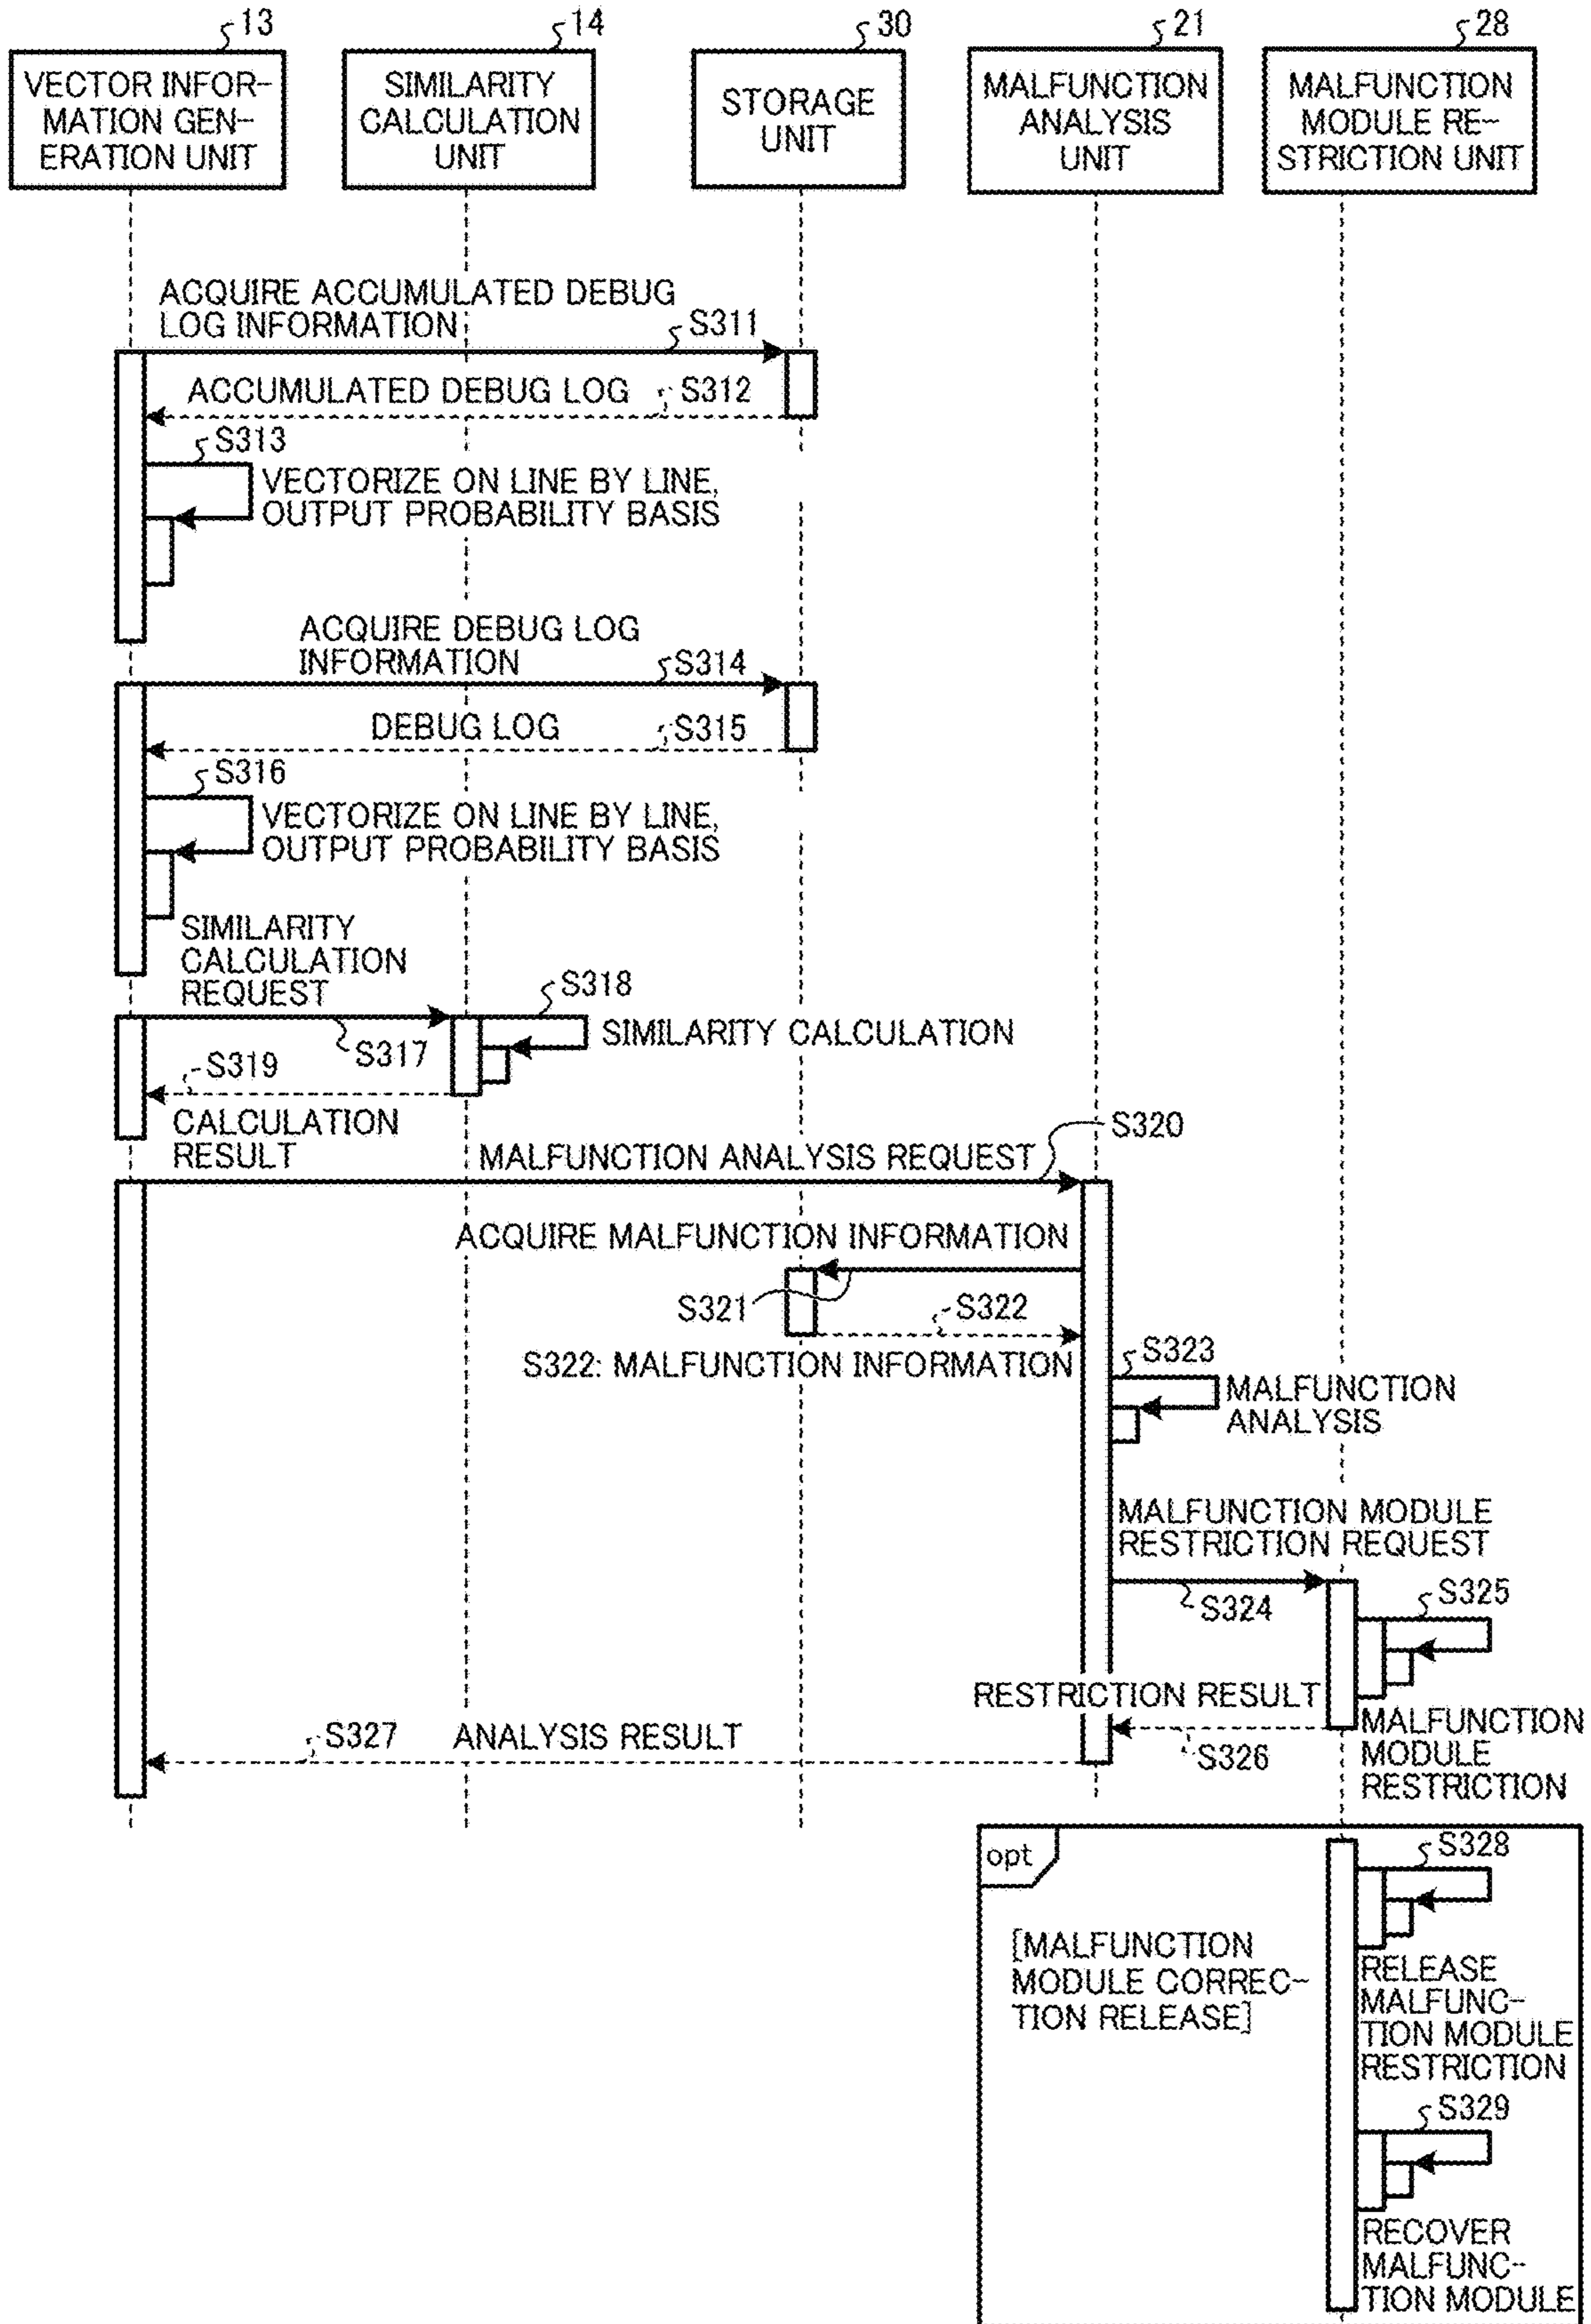 13
14
30
21
28
VECTOR INFOR-
MATION GEN-
ERATION UNIT
SIMILARITY
CALCULATION
UNIT
STORAGE
UNIT
MALFUNCTION
ANALYSIS
UNIT
MALFUNCTION
MODULE RE-
STRICTION UNIT
ACQUIRE ACCUMULATED DEBUG
LOG INFORMATION
S311
ACCUMULATED DEBUG LOG
S312
S313
VECTORIZE ON LINE BY LINE,
OUTPUT PROBABILITY BASIS
ACQUIRE DEBUG LOG
INFORMATION
S314
DEBUG LOG
S315
S316
VECTORIZE ON LINE BY LINE,
OUTPUT PROBABILITY BASIS
SIMILARITY
CALCULATION
REQUEST
S317
S318
SIMILARITY CALCULATION
S319
CALCULATION
RESULT
S320
MALFUNCTION ANALYSIS REQUEST
ACQUIRE MALFUNCTION INFORMATION
S321
S322
S322: MALFUNCTION INFORMATION
S323
MALFUNCTION
ANALYSIS
MALFUNCTION MODULE
RESTRICTION REQUEST
S324
S325
RESTRICTION RESULT
S326
MALFUNCTION
MODULE
RESTRICTION
S327
ANALYSIS RESULT
opt
[MALFUNCTION
MODULE CORREC-
TION RELEASE]
S328
RELEASE
MALFUNC-
TION MODULE
RESTRICTION
S329
RECOVER
MALFUNC-
TION MODULE